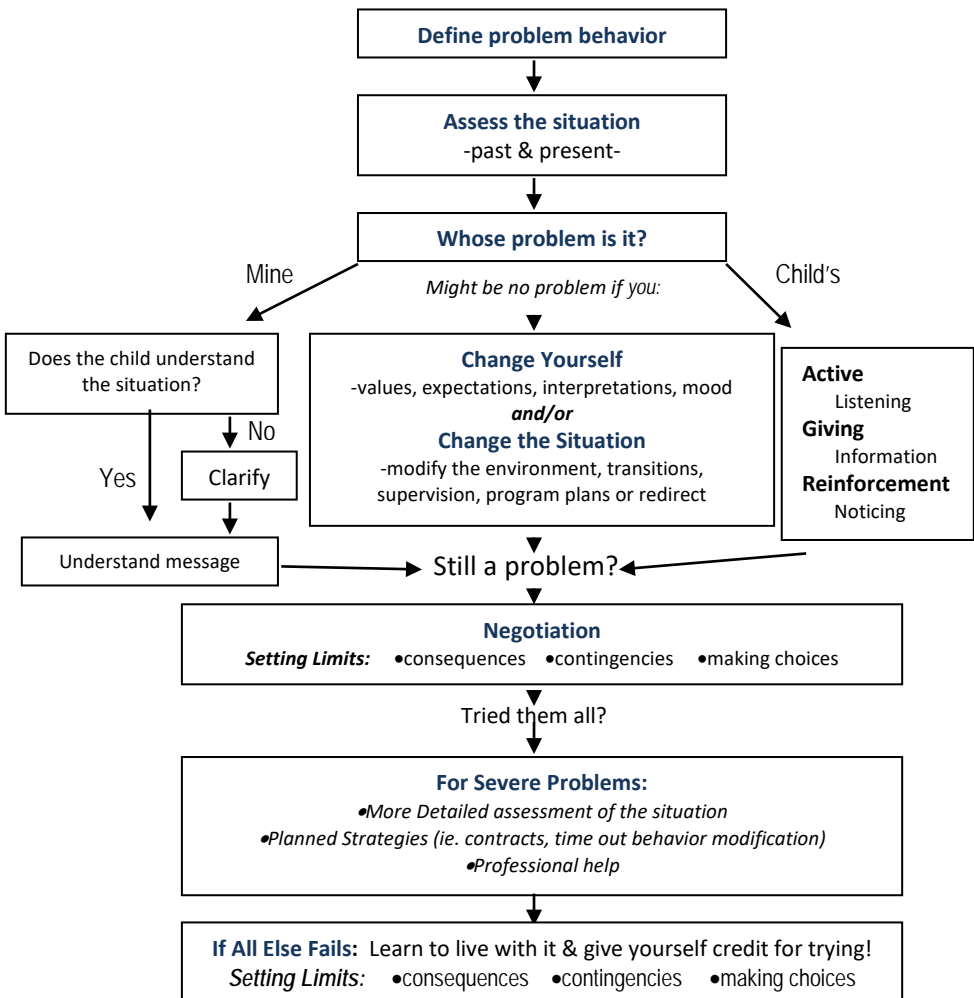 Define problem behavior
Assess the situation
-past & present-
Whose problem is it?
Mine
Might be no problem if you:
Child's
Does the child understand
the situation?
No
Yes
Clarify
Understand message
Change Yourself
-values, expectations, interpretations, mood
and/or
Change the Situation
-modify the environment, transitions,
supervision, program plans or redirect
Active
Listening
Giving
Information
Reinforcement
Noticing
Still a problem?
Negotiation
Setting Limits: •consequences •contingencies •making choices
Tried them all?
For Severe Problems:
•More Detailed assessment of the situation
•Planned Strategies (ie. contracts, time out behavior modification)
•Professional help
If All Else Fails: Learn to live with it & give yourself credit for trying!
Setting Limits: •consequences •contingencies •making choices